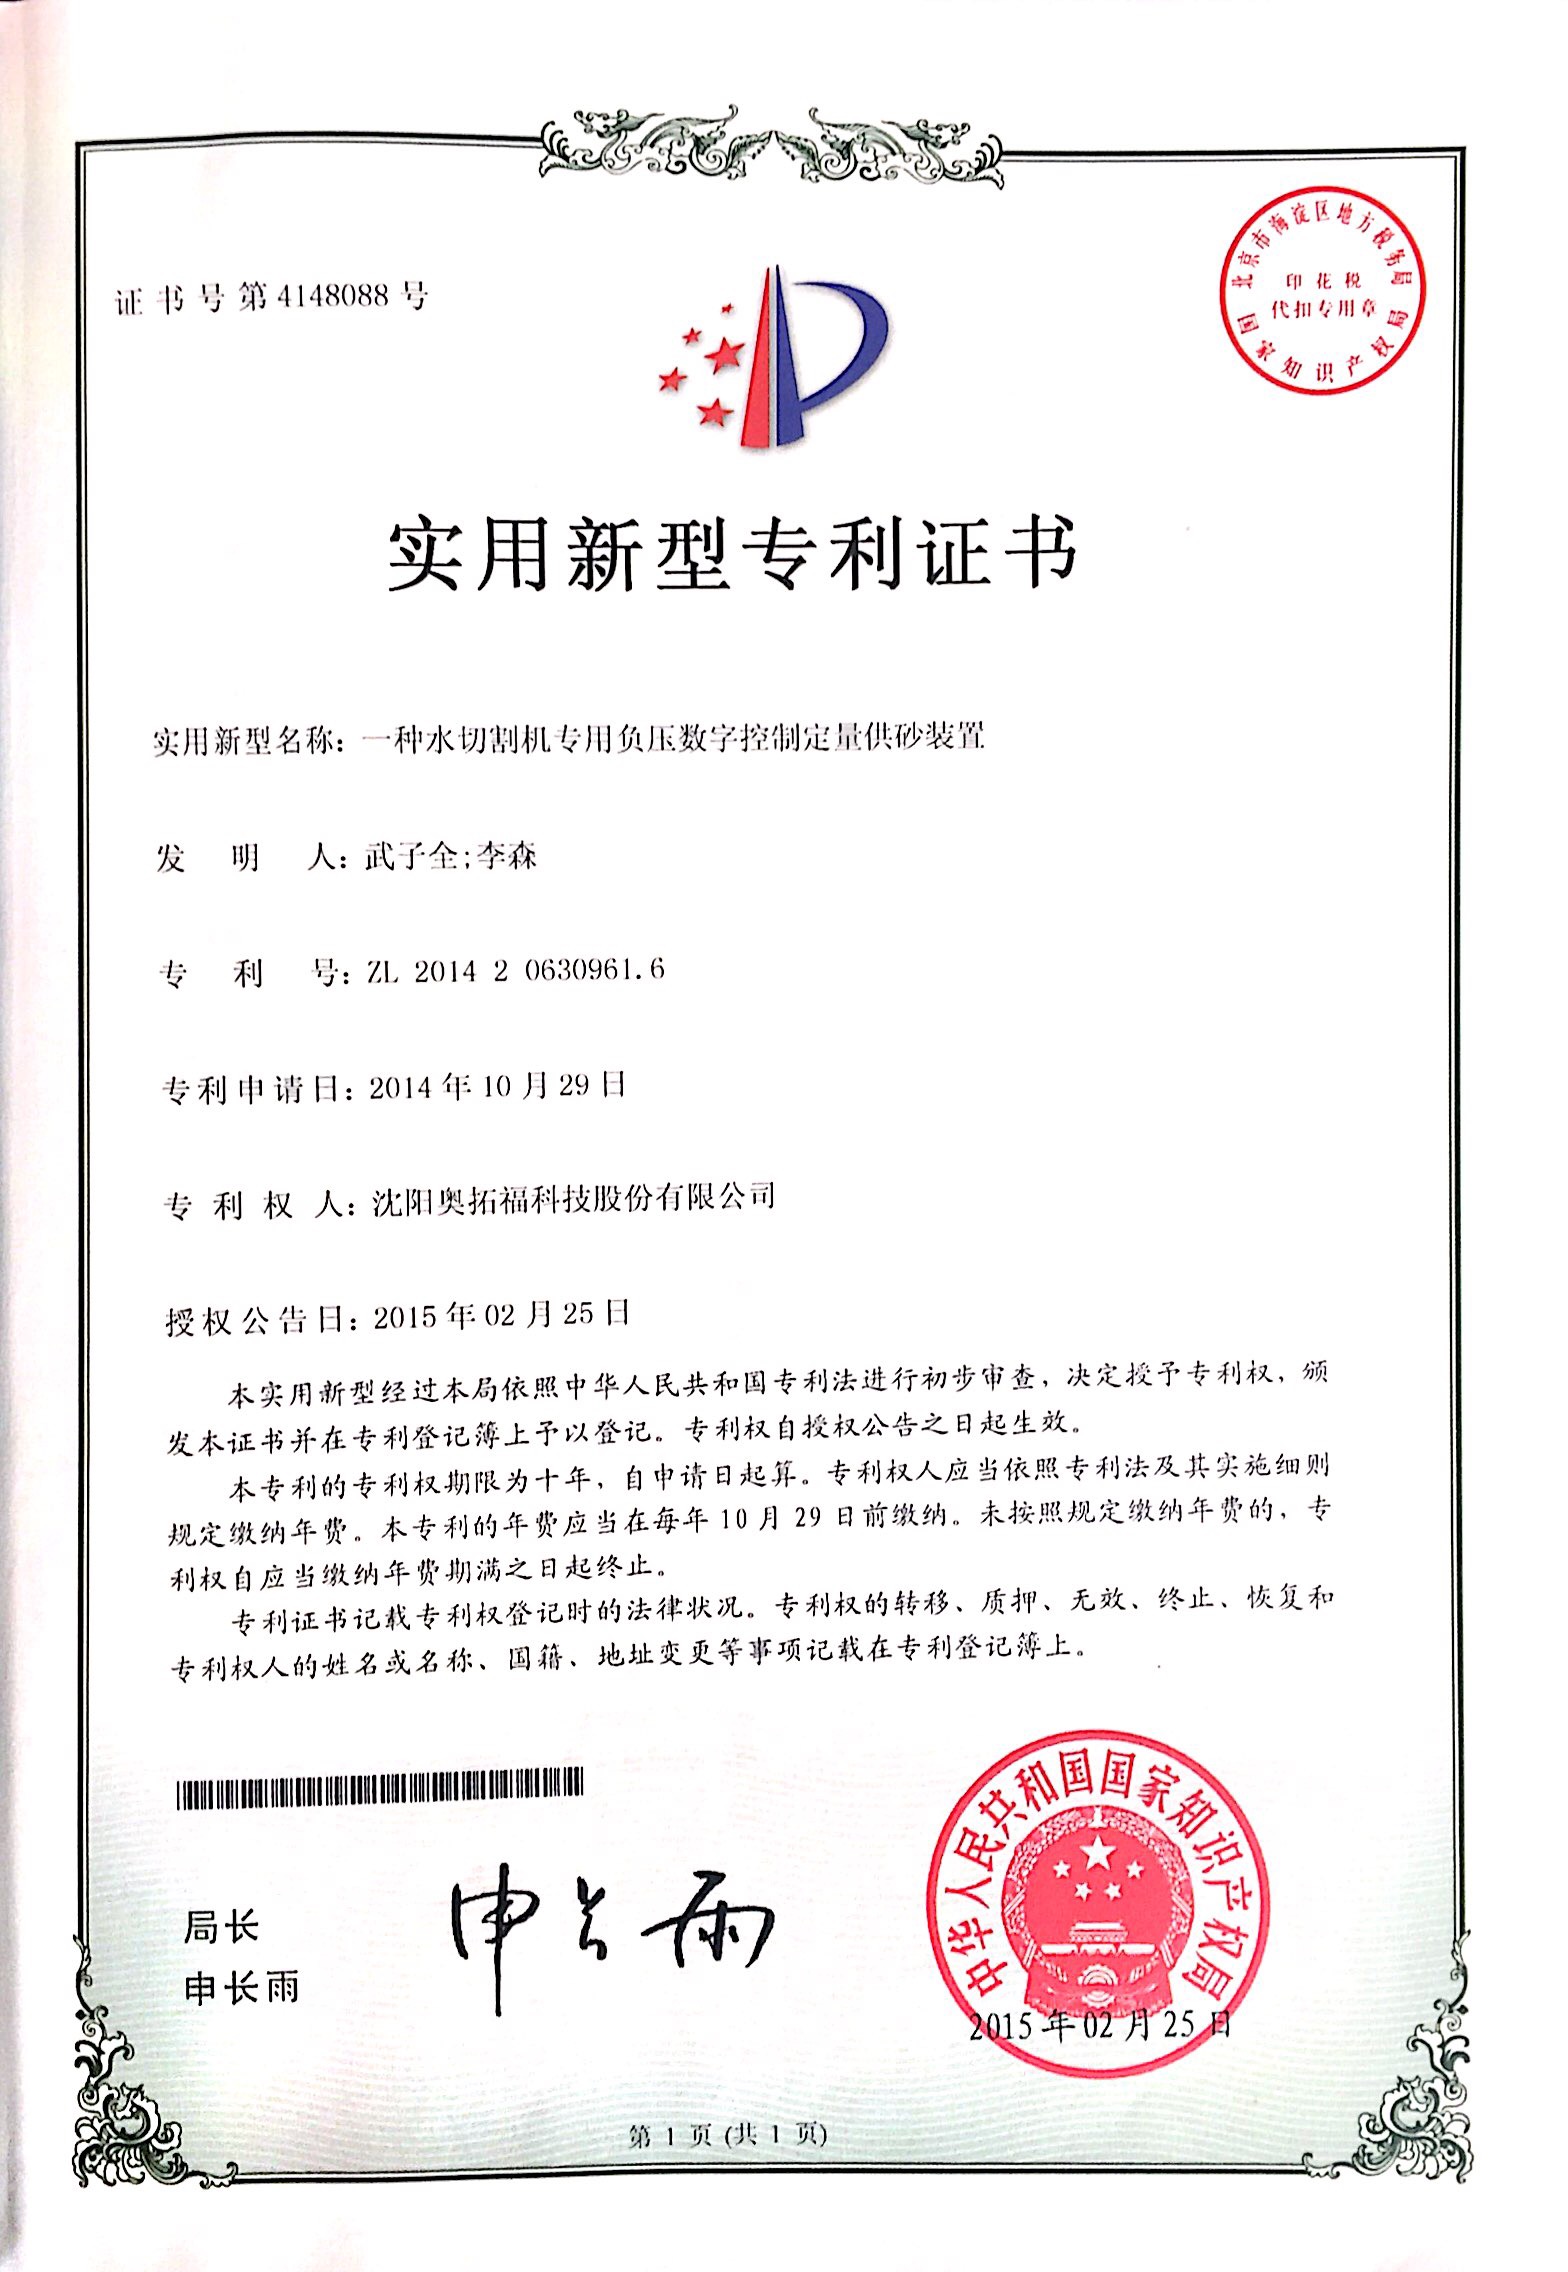 证书号第4148088号
北京市海淀区地方税务局
印花税
代扣专用章
国家知识产权局
实用新型专利证书
实用新型名称：一种水切割机专用负压数字控制定量供砂装置
发明人：武子全;李森
专利号：ZL 2014 2 0630961.6
专利申请日：2014年10月29日
专利权人：沈阳奥拓福科技股份有限公司
授权公告日：2015年02月25日
本实用新型经过本局依照中华人民共和国专利法进行初步审查，决定授予专利权，颁
发本证书并在专利登记簿上予以登记。专利权自授权公告之日起生效。
本专利的专利权期限为十年，自申请日起算。专利权人应当依照专利法及其实施细则
规定缴纳年费。本专利的年费应当在每年10月29日前缴纳。未按照规定缴纳年费的，专
利权自应当缴纳年费期满之日起终止。
专利证书记载专利权登记时的法律状况。专利权的转移、质押、无效、终止、恢复和
专利权人的姓名或名称、国籍、地址变更等事项记载在专利登记簿上。
局长
申长雨
申长雨
中华人民共和国国家知识产权局
2015年02月25日
第1页(共1页)